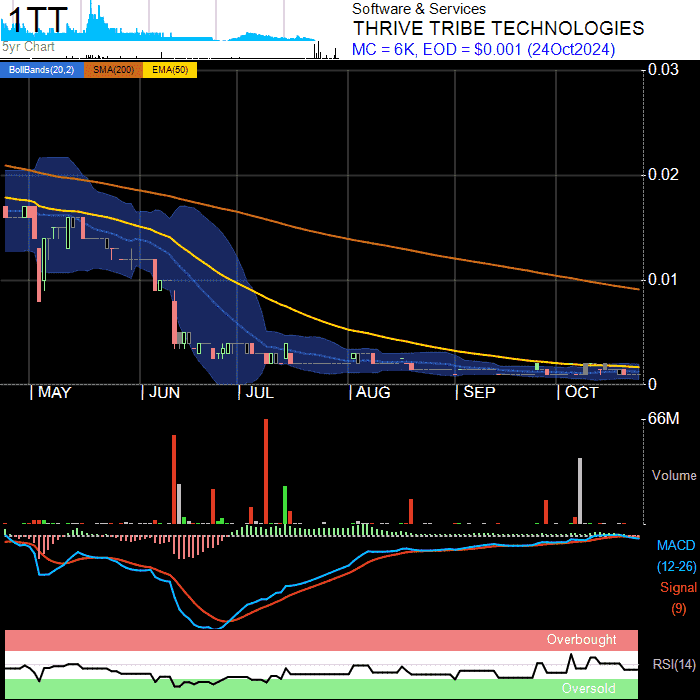 1TT
5yr Chart
Software & Services
THRIVE TRIBE TECHNOLOGIES
MC = 6K, EOD = $0.001 (24Oct2024)
BollBands(20,2) SMA(200) EMA(50)
0.03
0.02
0.01
0
MAY JUN JUL AUG SEP OCT
66M
Volume
MACD
(12-26)
Signal
(9)
Overbought
RSI(14)
Oversold